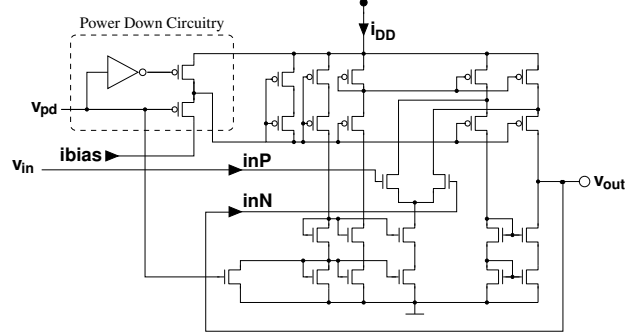 Power Down Circuitry
iDD
vpd
ibias
inP
vin
inN
vout